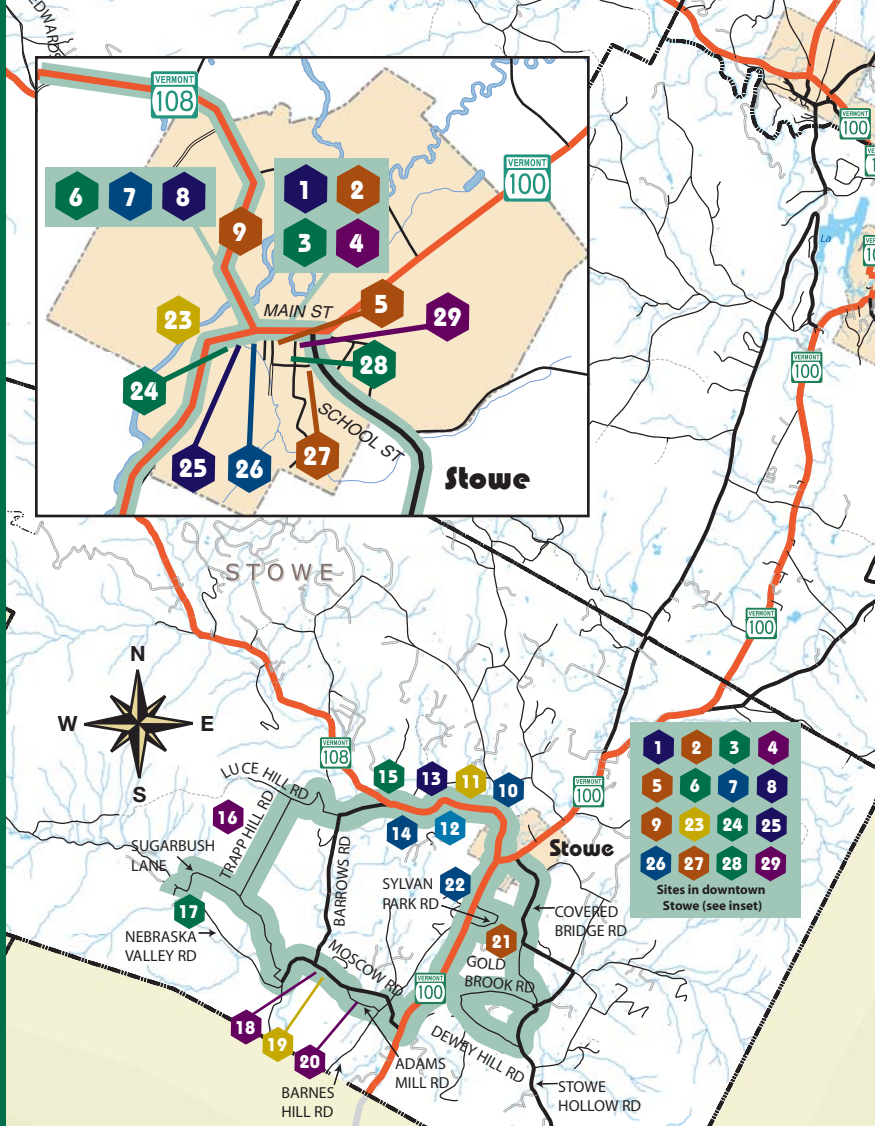 EDWARDS
VERMONT
108
6 7 8
1 2
3 4
9
VERMONT
100
MAIN ST
5
29
23
28
24
SCHOOL ST
25
26
27
Stowe
VERMONT
100
La
VERMONT
100
VERMONT
100
STOWE
N
W E
S
VERMONT
108
LUCE HILL RD
15
13
11
10
14
12
16
TRAPP HILL RD
SUGARBUSH
LANE
17
NEBRASKA
VALLEY RD
BARROWS RD
SYLVAN
PARK RD
22
VERMONT
100
Stowe
COVERED
BRIDGE RD
21
GOLD
BROOK RD
MOSCOW RD
VERMONT
100
18
19
20
DEWEY HILL RD
ADAMS
MILL RD
BARNES
HILL RD
STOWE
HOLLOW RD
1 2 3 4
5 6 7 8
9 23 24 25
26 27 28 29
Sites in downtown
Stowe (see inset)